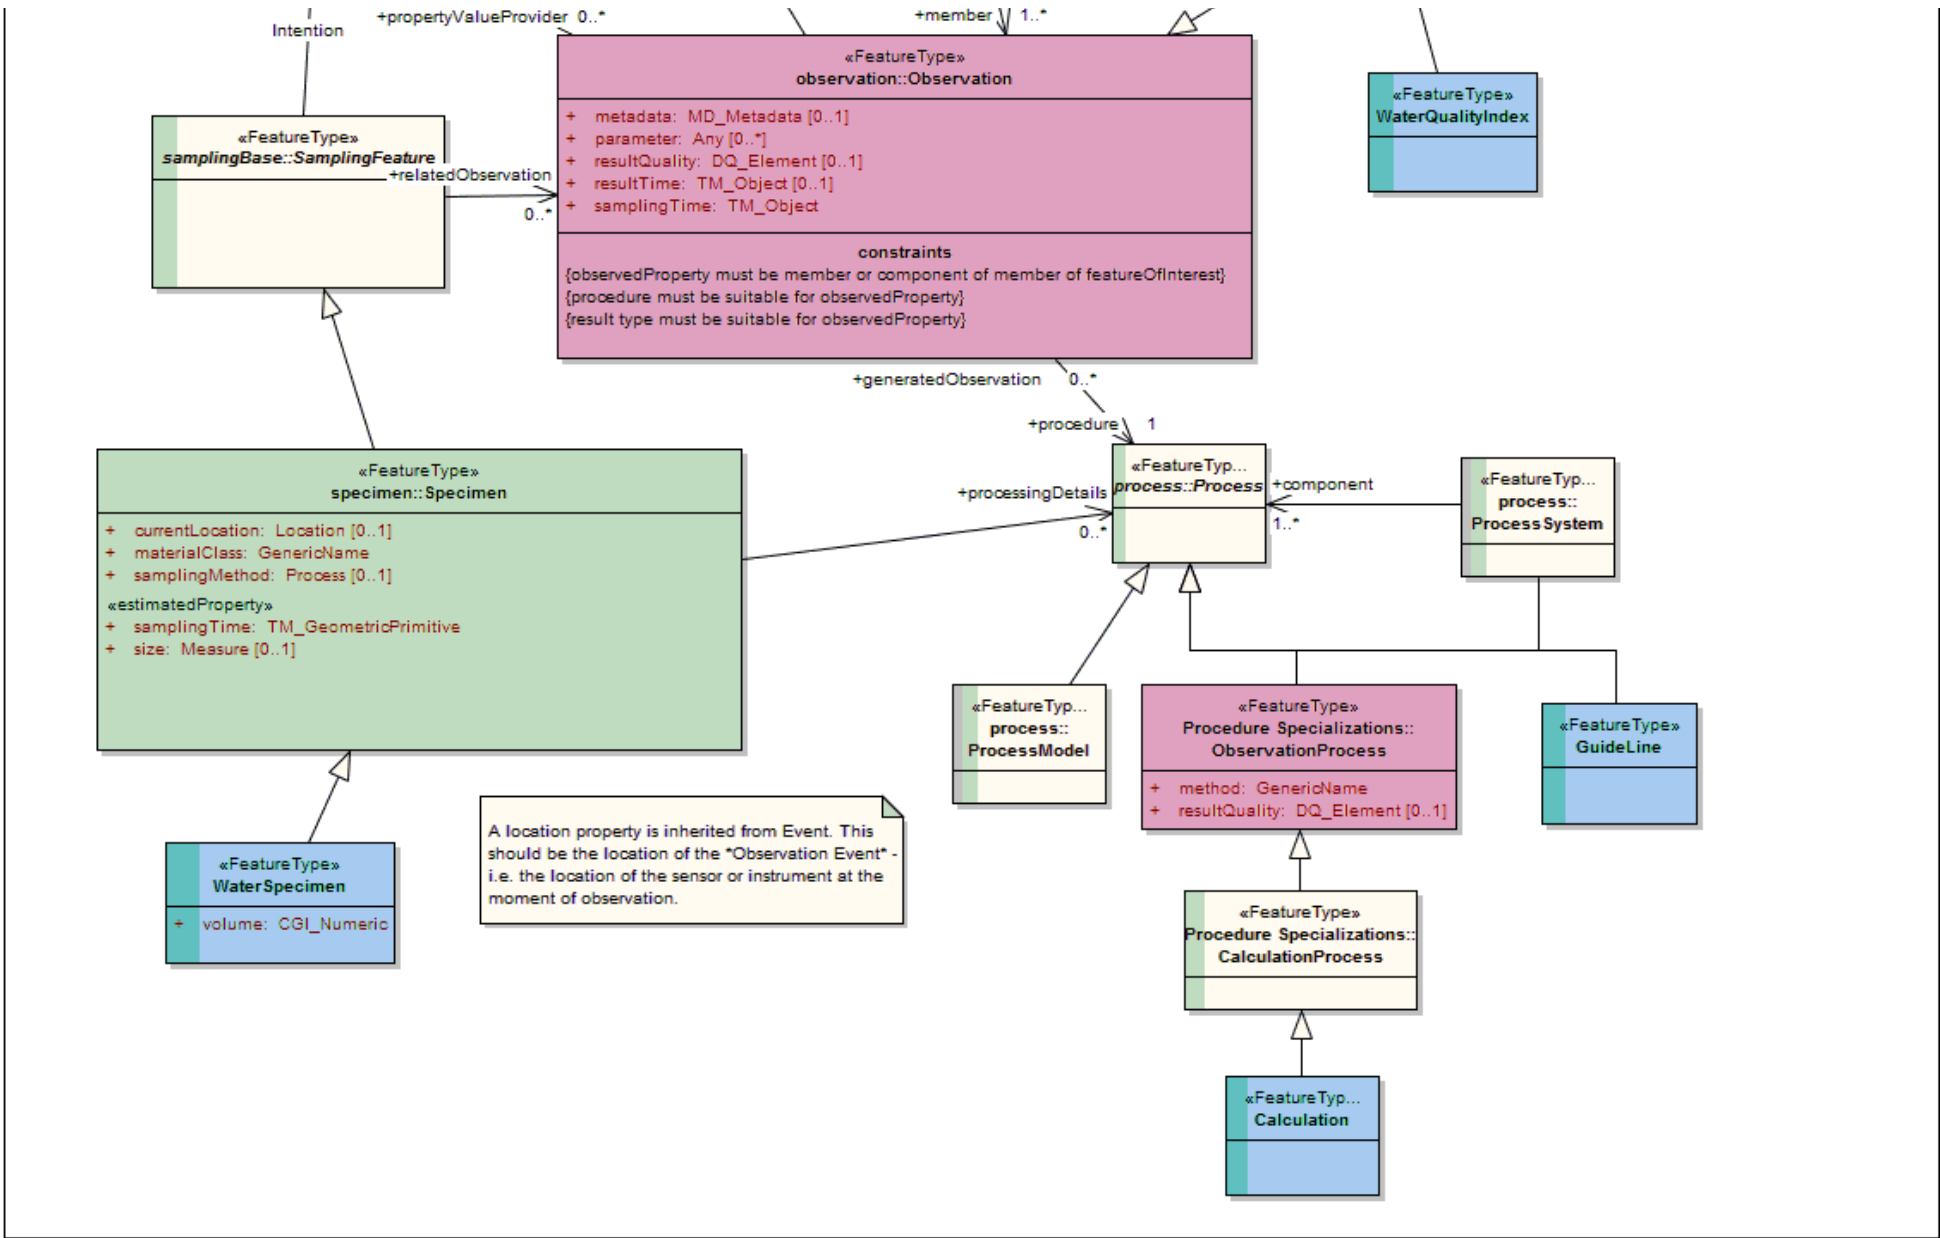 +propertyValueProvider 0..*
+member 1..*
Intention
«FeatureType»
observation::Observation
+ metadata: MD_Metadata [0..1]
+ parameter: Any [0..*]
+ resultQuality: DQ_Element [0..1]
+ resultTime: TM_Object [0..1]
+ samplingTime: TM_Object
constraints
{observedProperty must be member or component of member of featureOfInterest}
{procedure must be suitable for observedProperty}
{result type must be suitable for observedProperty}
«FeatureType»
WaterQualityIndex
«FeatureType»
samplingBase::SamplingFeature
+relatedObservation
0..*
+generatedObservation 0..*
+procedure 1
«FeatureType»
specimen::Specimen
+ currentLocation: Location [0..1]
+ materialClass: GenericName
+ samplingMethod: Process [0..1]
«estimatedProperty»
+ samplingTime: TM_GeometricPrimitive
+ size: Measure [0..1]
+processingDetails
0..*
«FeatureTyp...
process::Process
+component
1..*
«FeatureTyp...
process::
ProcessSystem
«FeatureTyp...
process::
ProcessModel
«FeatureType»
Procedure Specializations::
ObservationProcess
+ method: GenericName
+ resultQuality: DQ_Element [0..1]
«FeatureType»
GuideLine
«FeatureType»
WaterSpecimen
+ volume: CGI_Numeric
A location property is inherited from Event. This
should be the location of the *Observation Event* -
i.e. the location of the sensor or instrument at the
moment of observation.
«FeatureType»
Procedure Specializations::
CalculationProcess
«FeatureTyp...
Calculation